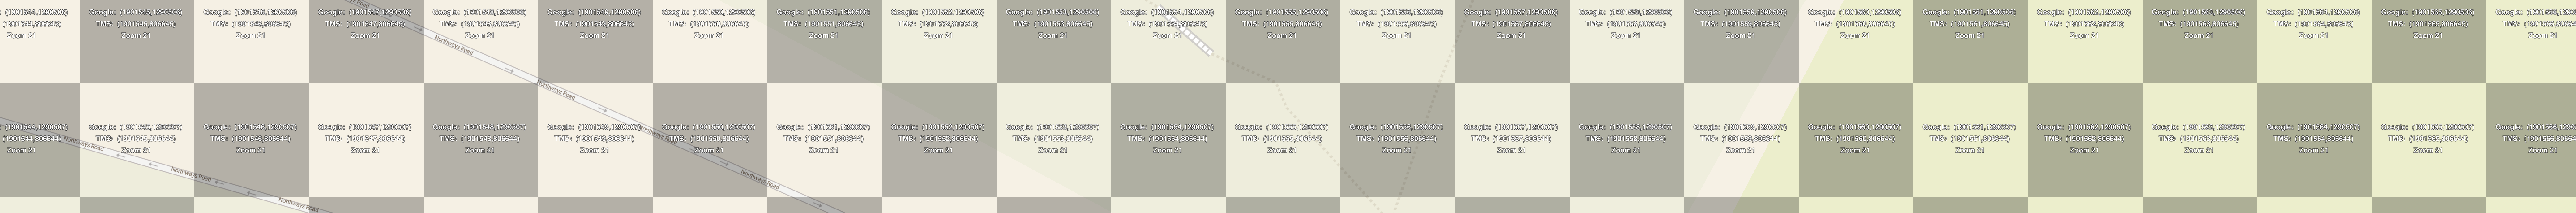 (1901544,1290506) Google: (1901545,1290506) Google: (1901546,1290506) Google: (1901547,1290506) Google: (1901548,1290506) Google: (1901549,1290506) Google: (1901550,1290506) Google: (1901551,1290506) Google: (1901552,1290506) Google: (1901553,1290506) Google: (1901554,1290506) Google: (1901555,1290506) Google: (1901556,1290506) Google: (1901557,1290506) Google: (1901558,1290506) Google: (1901559,1290506) Google: (1901560,1290506) Google: (1901561,1290506) Google: (1901562,1290506) Google: (1901563,1290506) Google: (1901564,1290506) Google: (1901565,1290506) Google: (1901566,1290
(1901544,806645) TMS: (1901545,806645) TMS: (1901546,806645) TMS: (1901547,806645) TMS: (1901548,806645) TMS: (1901549,806645) TMS: (1901550,806645) TMS: (1901551,806645) TMS: (1901552,806645) TMS: (1901553,806645) TMS: (1901554,806645) TMS: (1901555,806645) TMS: (1901556,806645) TMS: (1901557,806645) TMS: (1901558,806645) TMS: (1901559,806645) TMS: (1901560,806645) TMS: (1901561,806645) TMS: (1901562,806645) TMS: (1901563,806645) TMS: (1901564,806645) TMS: (1901565,806645) TMS: (1901566,8066
Zoom 21 Zoom 21 Zoom 21 Zoom 21 Zoom 21 Zoom 21 Zoom 21 Zoom 21 Zoom 21 Zoom 21 Zoom 21 Zoom 21 Zoom 21 Zoom 21 Zoom 21 Zoom 21 Zoom 21 Zoom 21 Zoom 21 Zoom 21 Zoom 21 Zoom 21 Zoom 21
Northways Road
Northways Road
(1901544,1290507) Google: (1901545,1290507) Google: (1901546,1290507) Google: (1901547,1290507) Google: (1901548,1290507) Google: (1901549,1290507) Google: (1901550,1290507) Google: (1901551,1290507) Google: (1901552,1290507) Google: (1901553,1290507) Google: (1901554,1290507) Google: (1901555,1290507) Google: (1901556,1290507) Google: (1901557,1290507) Google: (1901558,1290507) Google: (1901559,1290507) Google: (1901560,1290507) Google: (1901561,1290507) Google: (1901562,1290507) Google: (1901563,1290507) Google: (1901564,1290507) Google: (1901565,1290507) Google: (1901566,1290
(1901544,806644) TMS: (1901545,806644) TMS: (1901546,806644) TMS: (1901547,806644) TMS: (1901548,806644) TMS: (1901549,806644) TMS: (1901550,806644) TMS: (1901551,806644) TMS: (1901552,806644) TMS: (1901553,806644) TMS: (1901554,806644) TMS: (1901555,806644) TMS: (1901556,806644) TMS: (1901557,806644) TMS: (1901558,806644) TMS: (1901559,806644) TMS: (1901560,806644) TMS: (1901561,806644) TMS: (1901562,806644) TMS: (1901563,806644) TMS: (1901564,806644) TMS: (1901565,806644) TMS: (1901566,8066
Zoom 21 Zoom 21 Zoom 21 Zoom 21 Zoom 21 Zoom 21 Zoom 21 Zoom 21 Zoom 21 Zoom 21 Zoom 21 Zoom 21 Zoom 21 Zoom 21 Zoom 21 Zoom 21 Zoom 21 Zoom 21 Zoom 21 Zoom 21 Zoom 21 Zoom 21 Zoom 21
Northways Road
Northways Road
Northways Road
Northways Road